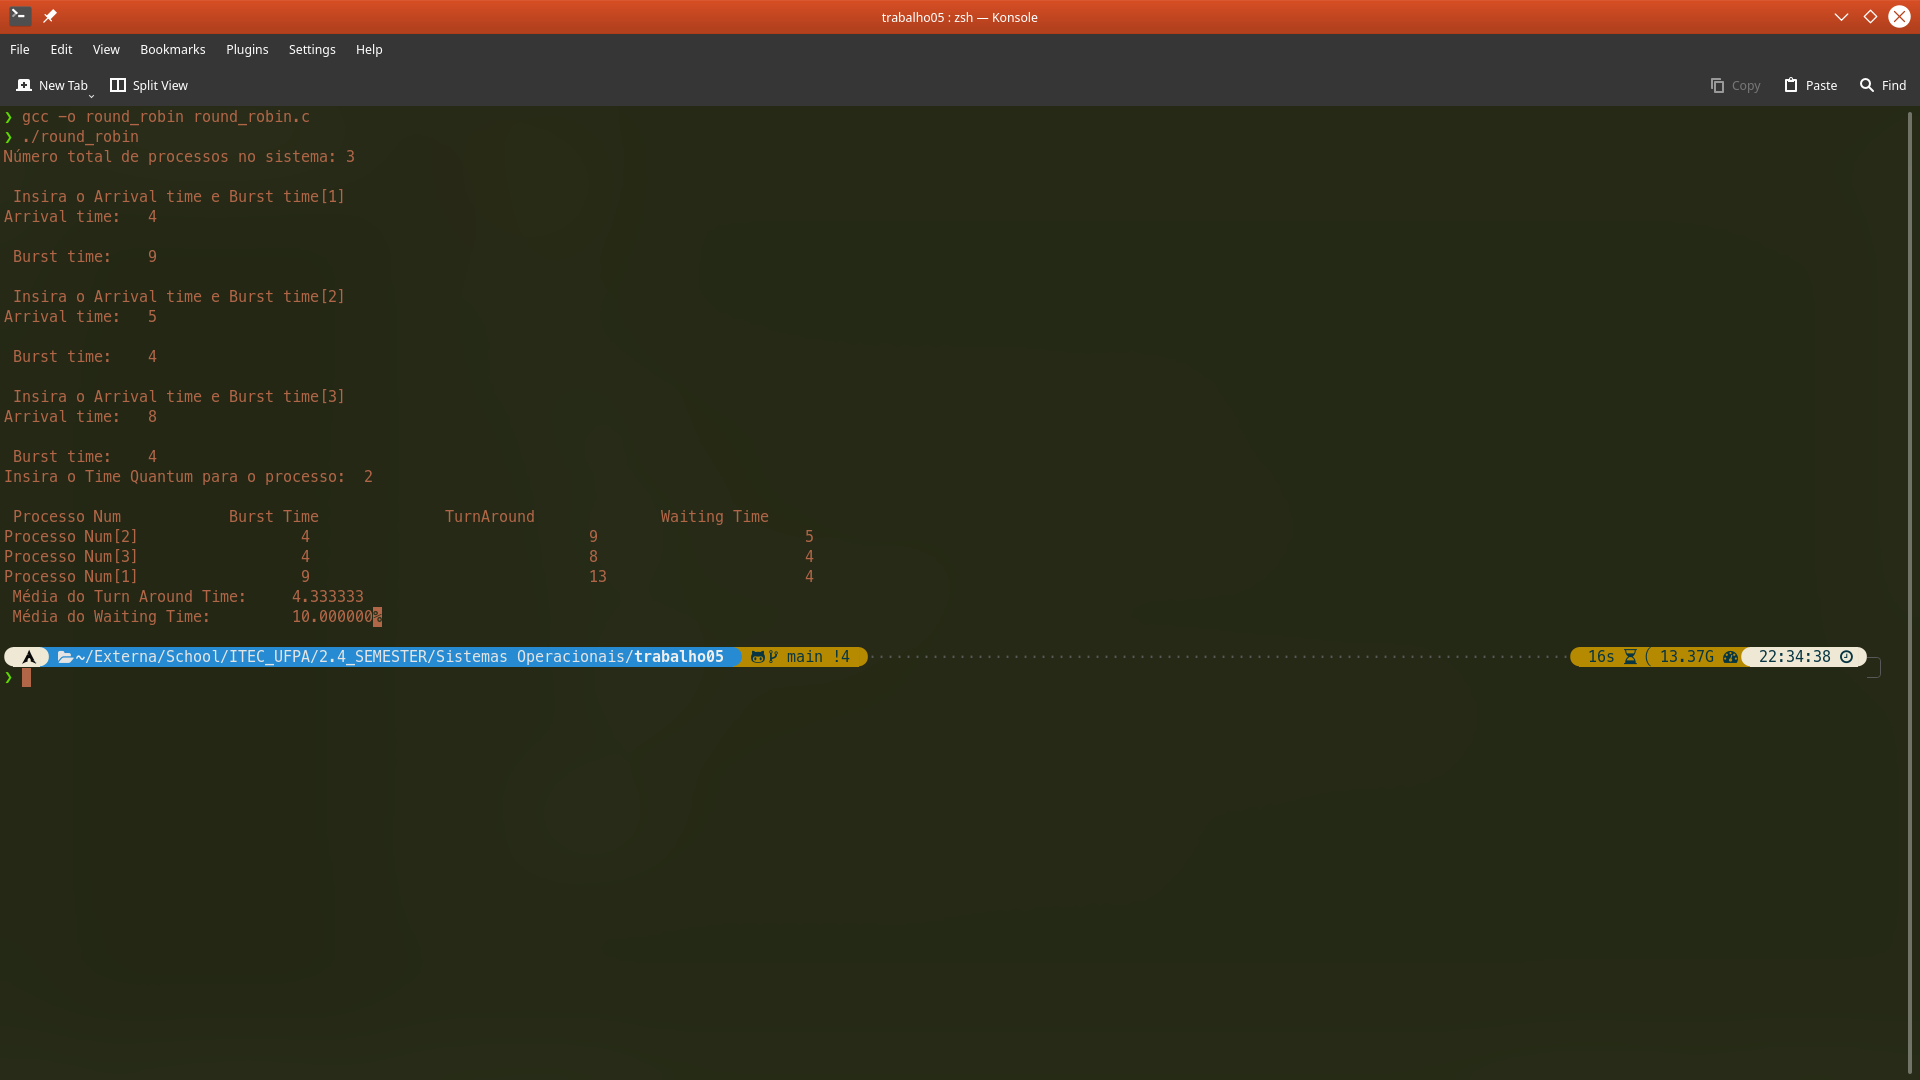 trabalho05 : zsh — Konsole
File Edit View Bookmarks Plugins Settings Help
New Tab Split View Copy Paste Find
❯ gcc -o round_robin round_robin.c
❯ ./round_robin
Número total de processos no sistema: 3
Insira o Arrival time e Burst time[1]
Arrival time: 4
Burst time: 9
Insira o Arrival time e Burst time[2]
Arrival time: 5
Burst time: 4
Insira o Arrival time e Burst time[3]
Arrival time: 8
Burst time: 4
Insira o Time Quantum para o processo: 2
Processo Num Burst Time TurnAround Waiting Time
Processo Num[2] 4 9 5
Processo Num[3] 4 8 4
Processo Num[1] 9 13 4
Média do Turn Around Time: 4.333333
Média do Waiting Time: 10.000000%
~/Externa/School/ITEC_UFPA/2.4_SEMESTER/Sistemas Operacionais/trabalho05 main !4 16s 13.37G 22:34:38
❯